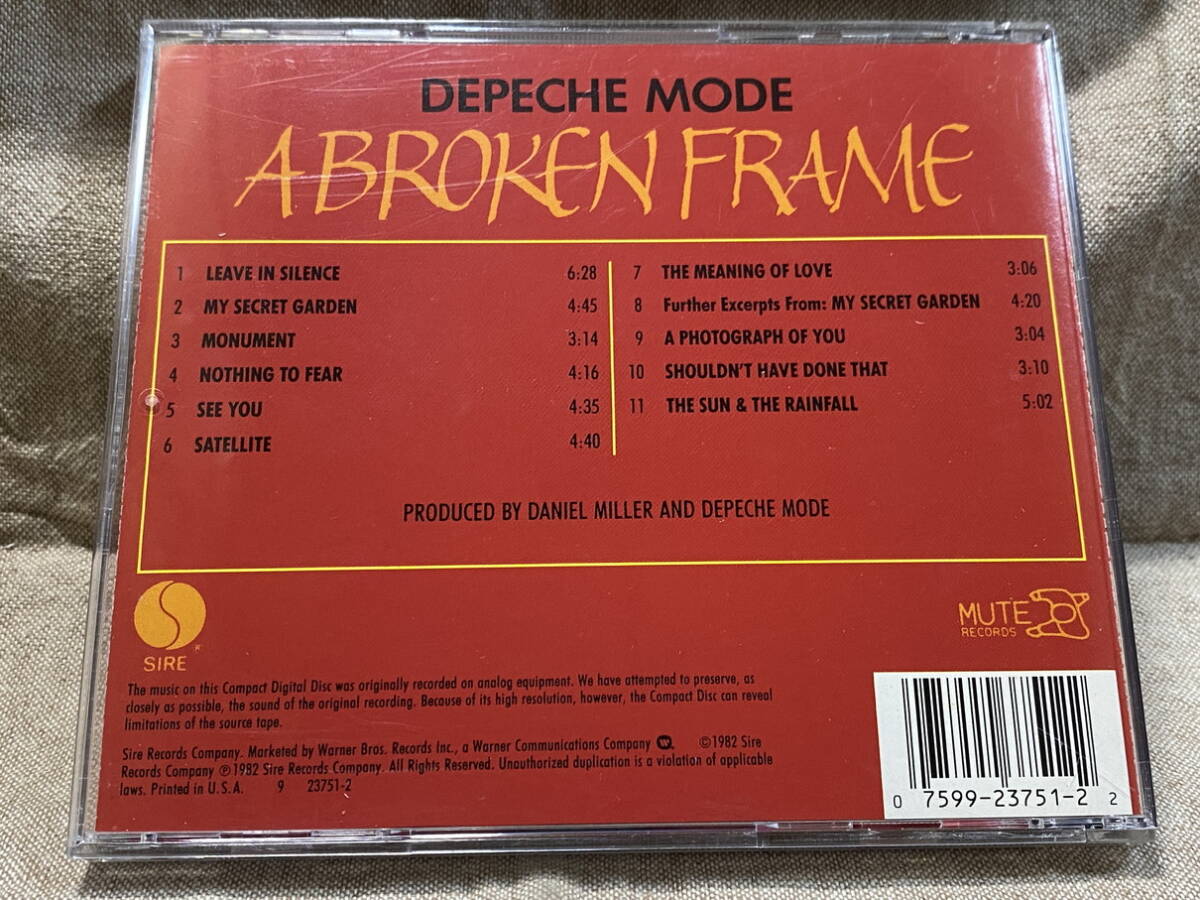 DEPECHE MODE
A BROKEN FRAME
1 LEAVE IN SILENCE 6:28
2 MY SECRET GARDEN 4:45
3 MONUMENT 3:14
4 NOTHING TO FEAR 4:16
5 SEE YOU 4:35
6 SATELLITE 4:40
7 THE MEANING OF LOVE 3:06
8 Further Excerpts From: MY SECRET GARDEN 4:20
9 A PHOTOGRAPH OF YOU 3:04
10 SHOULDN'T HAVE DONE THAT 3:10
11 THE SUN & THE RAINFALL 5:02
PRODUCED BY DANIEL MILLER AND DEPECHE MODE
SIRE ®
MUTE
RECORDS
The music on this Compact Digital Disc was originally recorded on analog equipment. We have attempted to preserve, as
closely as possible, the sound of the original recording. Because of its high resolution, however, the Compact Disc can reveal
limitations of the source tape.
Sire Records Company. Marketed by Warner Bros. Records Inc., a Warner Communications Company ©1982 Sire
Records Company ℗1982 Sire Records Company. All Rights Reserved. Unauthorized duplication is a violation of applicable
laws. Printed in U.S.A. 9 23751-2
0 7599-23751-2 2